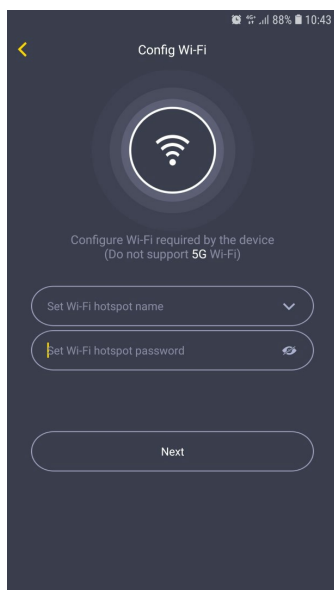 88% 10:43
Config Wi-Fi
Configure Wi-Fi required by the device
(Do not support 5G Wi-Fi)
Set Wi-Fi hotspot name
Set Wi-Fi hotspot password
Next